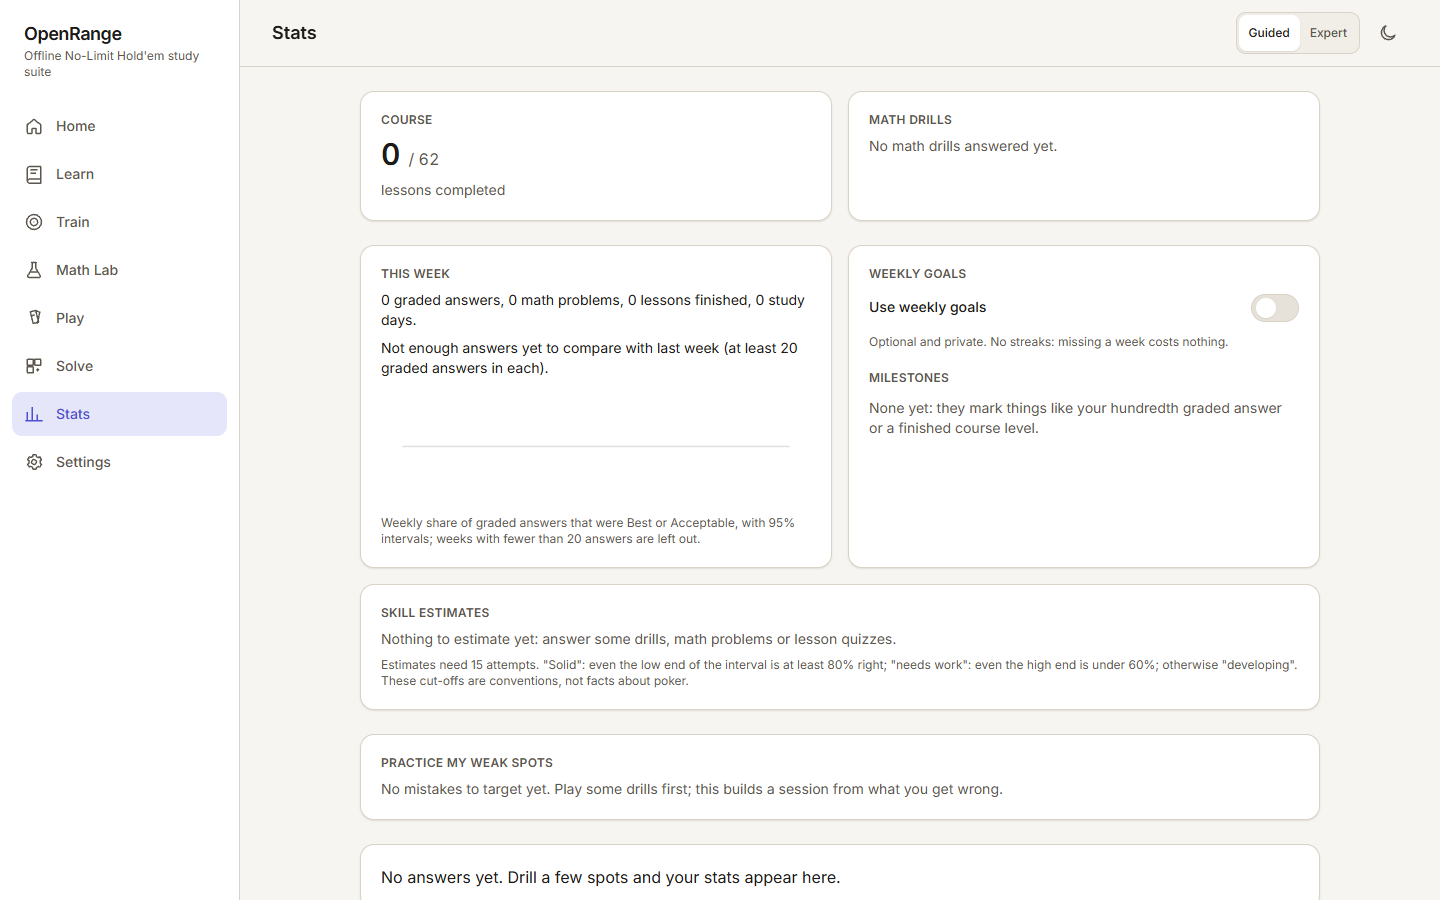 OpenRange
Offline No-Limit Hold'em study
suite
Home
Learn
Train
Math Lab
Play
Solve
Stats
Settings
Stats
Guided
Expert
COURSE
0 / 62
lessons completed
MATH DRILLS
No math drills answered yet.
THIS WEEK
0 graded answers, 0 math problems, 0 lessons finished, 0 study
days.
Not enough answers yet to compare with last week (at least 20
graded answers in each).
Weekly share of graded answers that were Best or Acceptable, with 95%
intervals; weeks with fewer than 20 answers are left out.
WEEKLY GOALS
Use weekly goals
Optional and private. No streaks: missing a week costs nothing.
MILESTONES
None yet: they mark things like your hundredth graded answer
or a finished course level.
SKILL ESTIMATES
Nothing to estimate yet: answer some drills, math problems or lesson quizzes.
Estimates need 15 attempts. "Solid": even the low end of the interval is at least 80% right; "needs work": even the high end is under 60%; otherwise "developing".
These cut-offs are conventions, not facts about poker.
PRACTICE MY WEAK SPOTS
No mistakes to target yet. Play some drills first; this builds a session from what you get wrong.
No answers yet. Drill a few spots and your stats appear here.